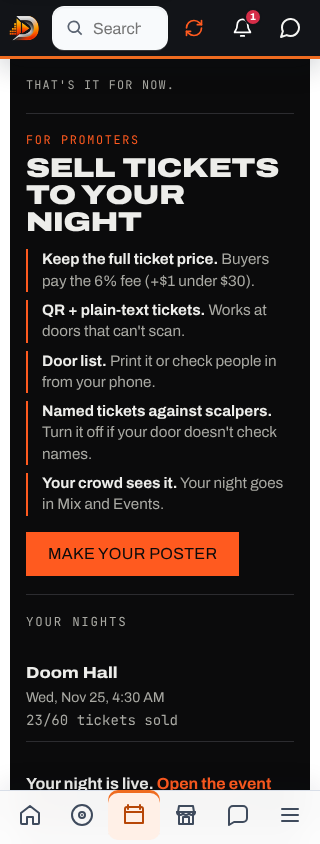 Search
1
THAT'S IT FOR NOW.
FOR PROMOTERS
SELL TICKETS
TO YOUR
NIGHT
Keep the full ticket price. Buyers
pay the 6% fee (+$1 under $30).
QR + plain-text tickets. Works at
doors that can't scan.
Door list. Print it or check people in
from your phone.
Named tickets against scalpers.
Turn it off if your door doesn't check
names.
Your crowd sees it. Your night goes
in Mix and Events.
MAKE YOUR POSTER
YOUR NIGHTS
Doom Hall
Wed, Nov 25, 4:30 AM
23/60 tickets sold
Your night is live. Open the event